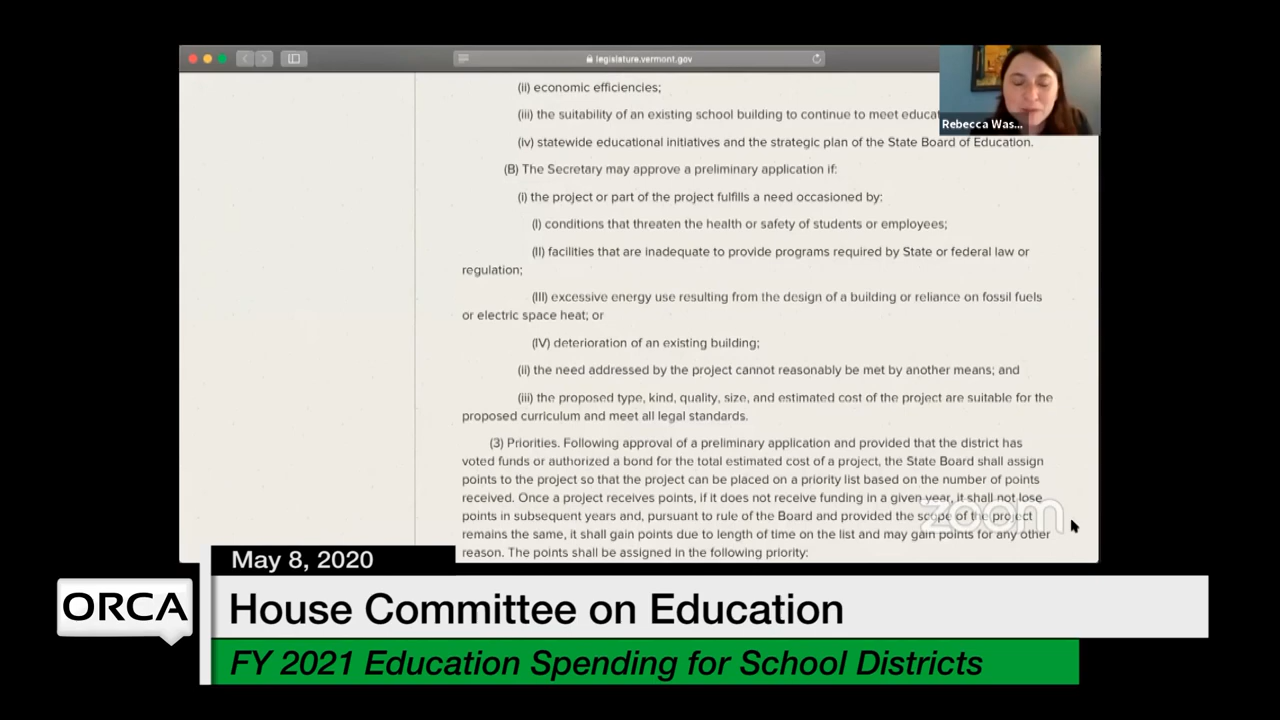 legislature.vermont.gov
(ii) economic efficiencies;
(iii) the suitability of an existing school building to continue to meet educa
Rebecca Was...
(iv) statewide educational initiatives and the strategic plan of the State Board of Education.
(B) The Secretary may approve a preliminary application if:
(i) the project or part of the project fulfills a need occasioned by:
(I) conditions that threaten the health or safety of students or employees;
(II) facilities that are inadequate to provide programs required by State or federal law or
regulation;
(III) excessive energy use resulting from the design of a building or reliance on fossil fuels
or electric space heat; or
(IV) deterioration of an existing building;
(ii) the need addressed by the project cannot reasonably be met by another means; and
(iii) the proposed type, kind, quality, size, and estimated cost of the project are suitable for the
proposed curriculum and meet all legal standards.
(3) Priorities. Following approval of a preliminary application and provided that the district has
voted funds or authorized a bond for the total estimated cost of a project, the State Board shall assign
points to the project so that the project can be placed on a priority list based on the number of points
received. Once a project receives points, if it does not receive funding in a given year, it shall not lose
points in subsequent years and, pursuant to rule of the Board and provided the scope of the project
remains the same, it shall gain points due to length of time on the list and may gain points for any other
reason. The points shall be assigned in the following priority:
zoom
May 8, 2020
ORCA
House Committee on Education
FY 2021 Education Spending for School Districts